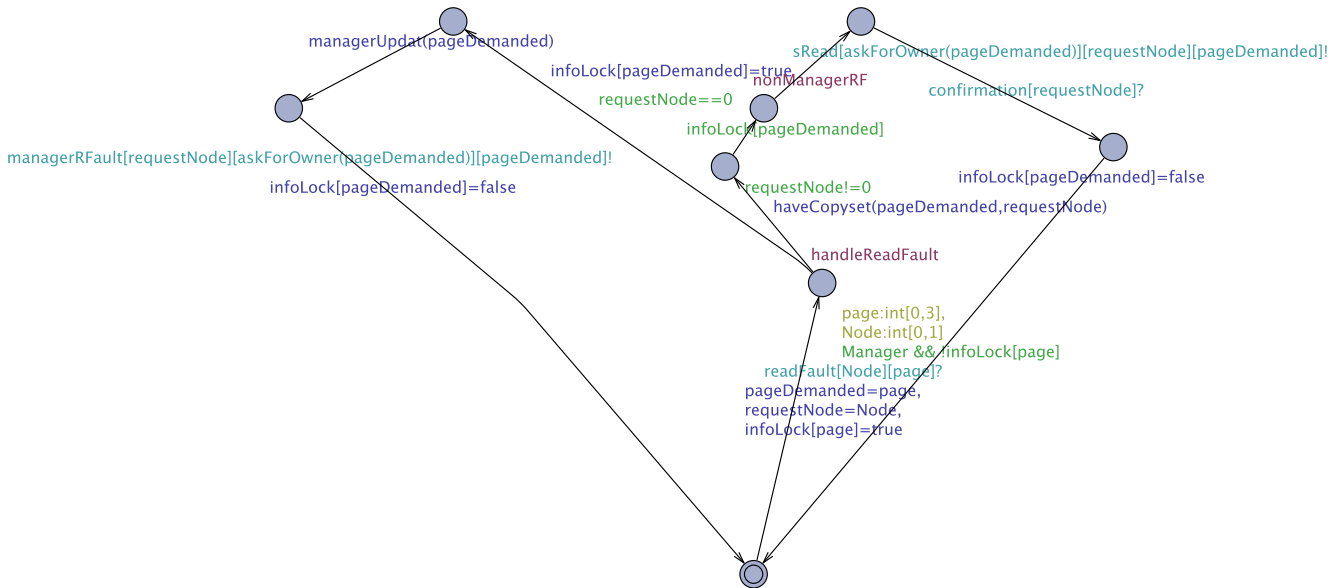 managerUpdat(pageDemanded)
sRead[askForOwner(pageDemanded)][requestNode][pageDemanded]!
infoLock[pageDemanded]=true
nonManagerRF
confirmation[requestNode]?
requestNode==0
infoLock[pageDemanded]
managerRFault[requestNode][askForOwner(pageDemanded)][pageDemanded]!
infoLock[pageDemanded]=false
infoLock[pageDemanded]=false
requestNode!=0
haveCopyset(pageDemanded,requestNode)
handleReadFault
page:int[0,3],
Node:int[0,1]
Manager && !infoLock[page]
readFault[Node][page]?
pageDemanded=page,
requestNode=Node,
infoLock[page]=true